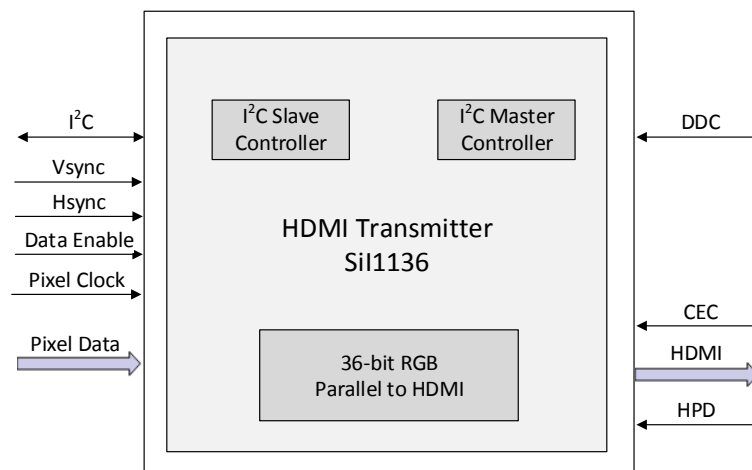 I²C
Vsync
Hsync
Data Enable
Pixel Clock
Pixel Data
I²C Slave
Controller
I²C Master
Controller
HDMI Transmitter
SiI1136
36-bit RGB
Parallel to HDMI
DDC
CEC
HDMI
HPD